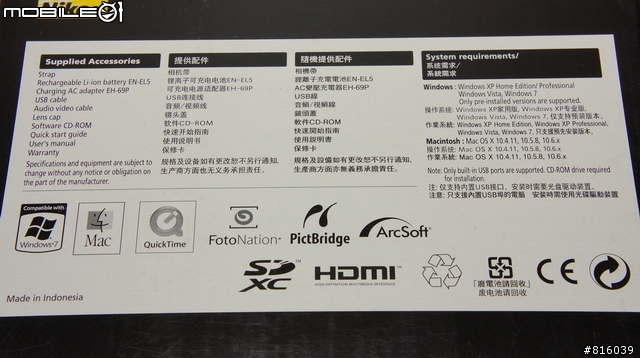 MOBILE01
Nikon
Supplied Accessories
Strap
Rechargeable Li-ion battery EN-EL5
Charging AC adapter EH-69P
USB cable
Audio video cable
Lens cap
Software CD-ROM
Quick start guide
User's manual
Warranty
Specifications and equipment are subject to
change without any notice or obligation on
the part of the manufacturer.
提供配件
相机带
锂离子可充电电池EN-EL5
可充电电源适配器EH-69P
USB连接线
音频/视频线
镜头盖
软件CD-ROM
快速开始指南
使用说明书
保修卡
规格及设备如有更改恕不另行通知,
生产商方面也无义务承担责任。
隨機提供配件
相機帶
鋰離子充電電池EN-EL5
AC變壓充電器EH-69P
USB線
音頻/視頻線
鏡頭蓋
軟件CD-ROM
快速開始指南
使用說明書
保修卡
規格及設備如有更改恕不另行通知,
生產商方面亦無義務承擔責任。
System requirements/
系统需求/
系統需求
Windows: Windows XP Home Edition/ Professional
Windows Vista, Windows 7
Only pre-installed versions are supported.
操作系统: Windows XP家用版, Windows XP专业版,
Windows Vista, Windows 7, 仅支持预装版本.
作業系統: Windows XP Home Edition, Windows XP Professional,
Windows Vista, Windows 7, 只支援預先安裝版本.
Macintosh: Mac OS X 10.4.11, 10.5.8, 10.6.x
操作系统: Mac OS X 10.4.11, 10.5.8, 10.6.x
作業系統: Mac OS X 10.4.11, 10.5.8, 10.6.x
Note: Only built-in USB ports are supported. CD-ROM drive required
for installation.
注: 仅支持内置USB接口, 安装时需要光盘驱动装置.
注意: 只支援內置USB埠的電腦 安裝時需使用光碟驅動裝置
Compatible with
Windows 7
Mac
QuickTime
FotoNation
PictBridge
ArcSoft
SD
XC
HDMI
HIGH-DEFINITION MULTIMEDIA INTERFACE
「廢電池請回收」
废电池请回收
CE
Made in Indonesia
#816039